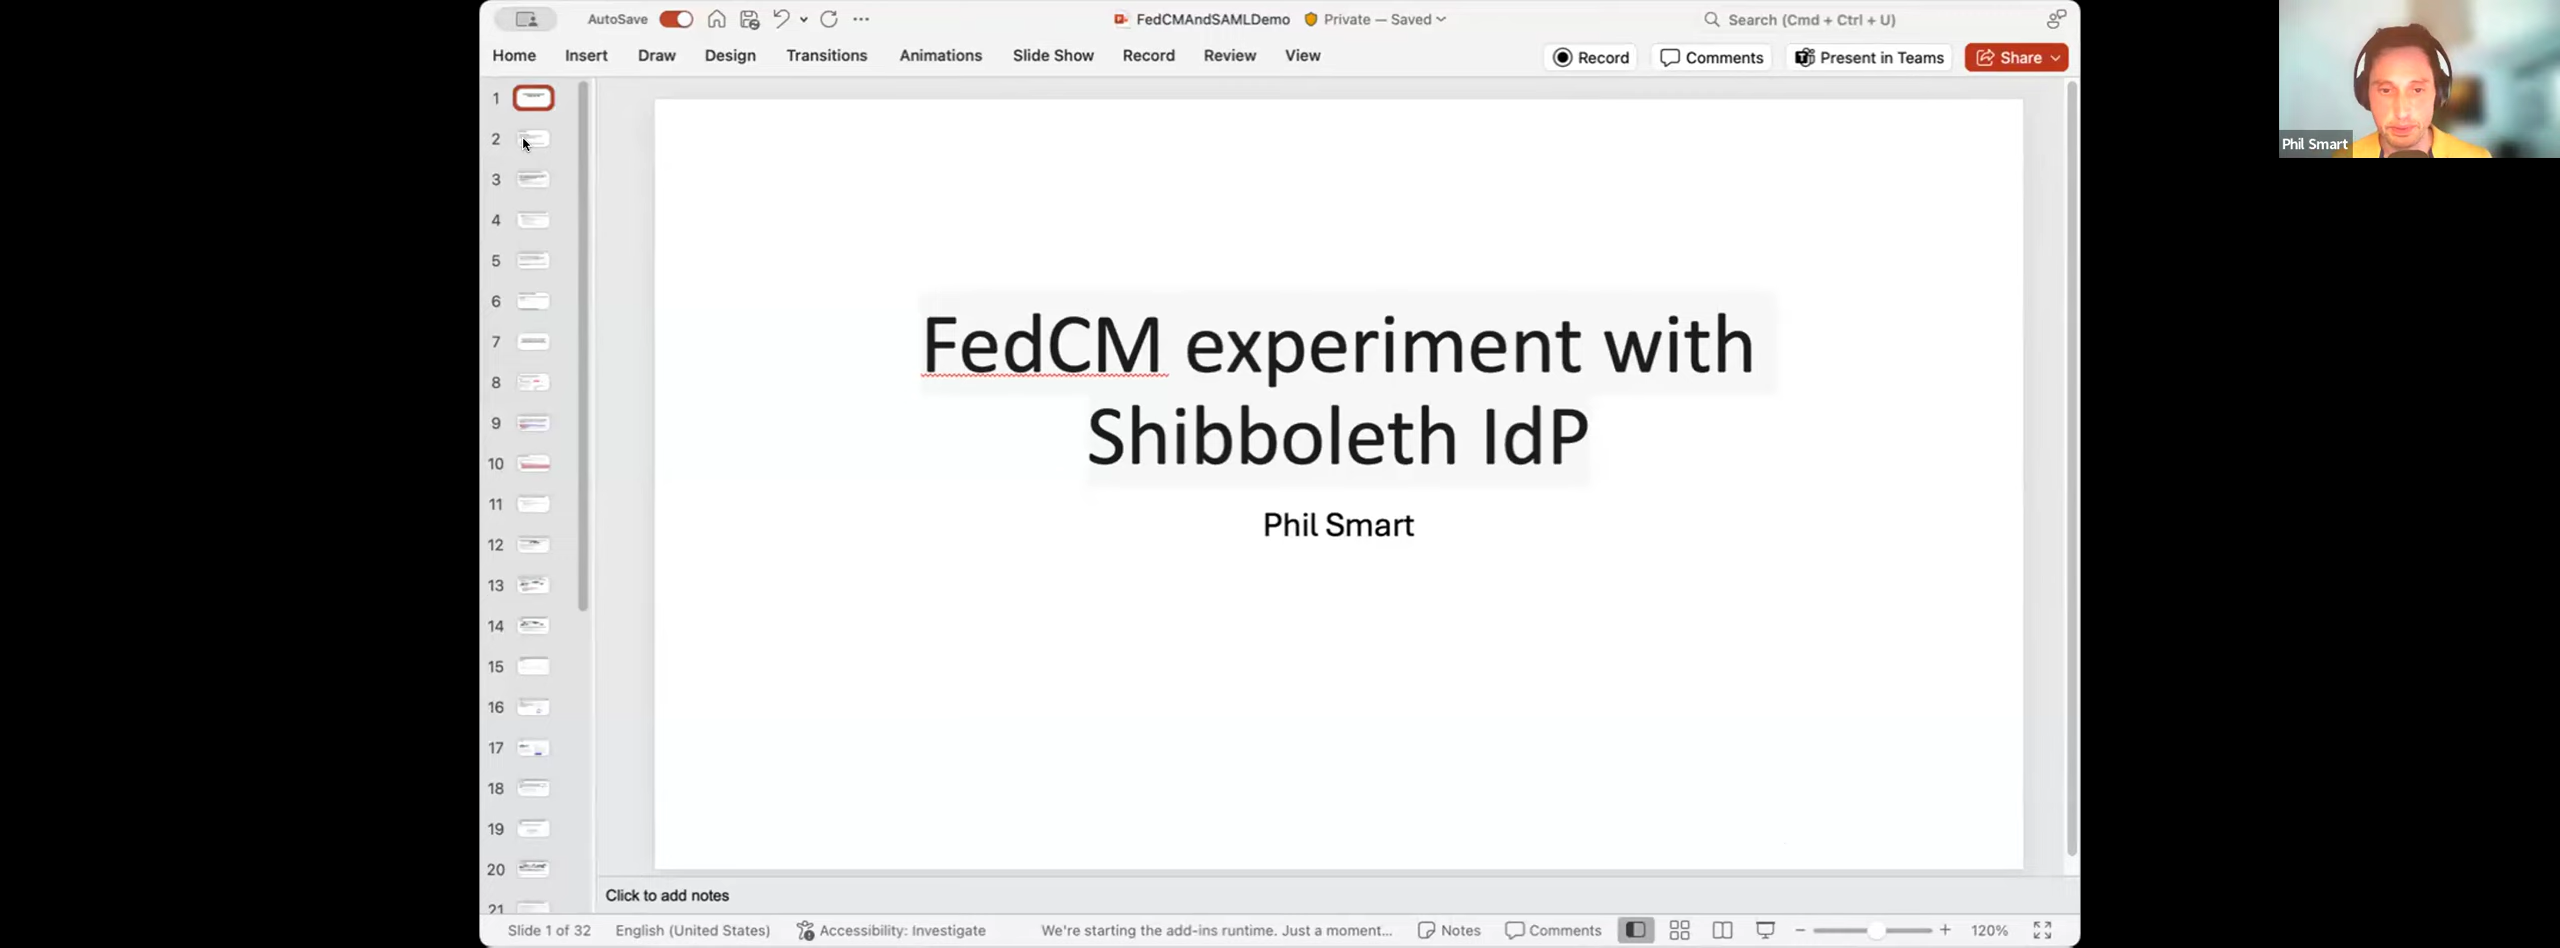 AutoSave
FedCMAndSAMLDemo
Private — Saved
Search (Cmd + Ctrl + U)
Home
Insert
Draw
Design
Transitions
Animations
Slide Show
Record
Review
View
Record
Comments
Present in Teams
Share
1
2
3
4
5
6
7
8
9
10
11
12
13
14
15
16
17
18
19
20
21
FedCM experiment with
Shibboleth IdP
Phil Smart
Click to add notes
Slide 1 of 32
English (United States)
Accessibility: Investigate
We're starting the add-ins runtime. Just a moment...
Notes
Comments
120%
Phil Smart